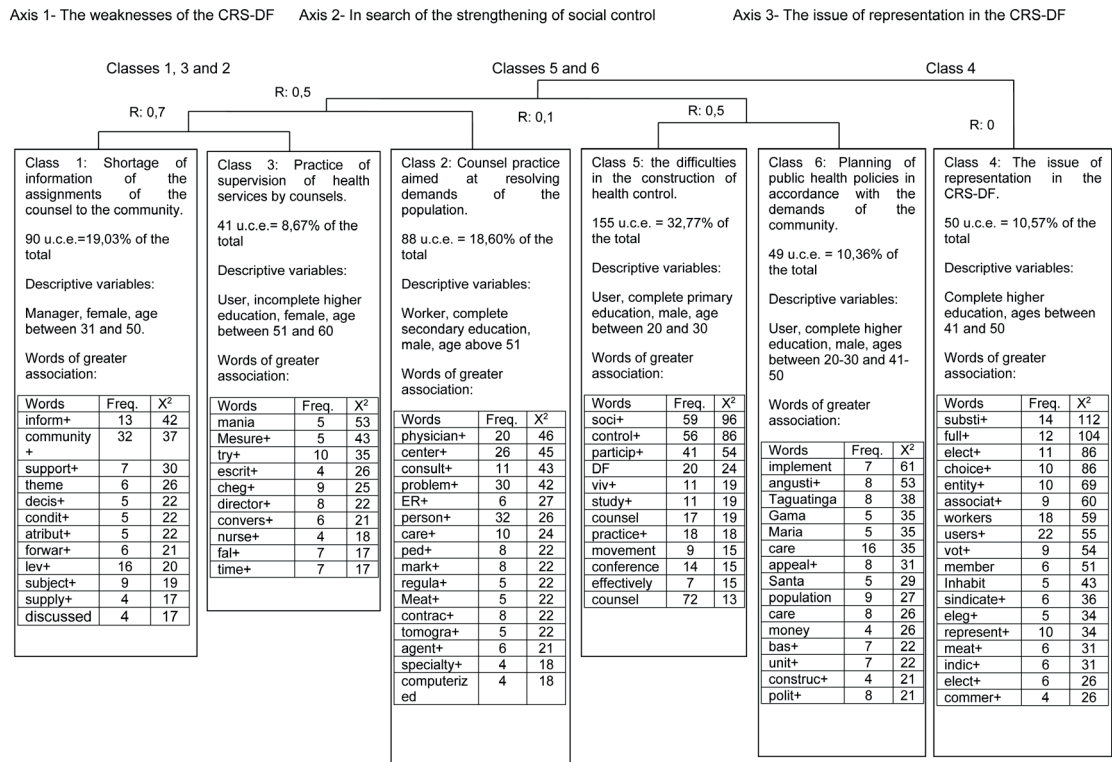 Axis 1- The weaknesses of the CRS-DF
Axis 2- In search of the strengthening of social control
Axis 3- The issue of representation in the CRS-DF
Classes 1, 3 and 2
Classes 5 and 6
Class 4
R: 0,5
R: 0,7
R: 0,1
R: 0,5
R: 0
Class 1: Shortage of
information of the
assignments of the
counsel to the community.
90 u.c.e.=19,03% of the
total
Descriptive variables:
Manager, female, age
between 31 and 50.
Words of greater
association:
Words Freq. X²
inform+ 13 42
community 32 37
+
support+ 7 30
theme 6 26
decis+ 5 22
condit+ 5 22
atribut+ 5 22
forwar+ 6 21
lev+ 16 20
subject+ 9 19
supply+ 4 17
discussed 4 17
Class 3: Practice of
supervision of health
services by counsels.
41 u.c.e.= 8,67% of the
total
Descriptive variables:
User, incomplete higher
education, female, age
between 51 and 60
Words of greater
association:
Words Freq. X²
mania 5 53
Mesure+ 5 43
try+ 10 35
escrit+ 4 26
cheg+ 9 25
director+ 8 22
convers+ 6 21
nurse+ 4 18
fal+ 7 17
time+ 7 17
Class 2: Counsel practice
aimed at resolving
demands of the
population.
88 u.c.e. = 18,60% of the
total
Descriptive variables:
Worker, complete
secondary education,
male, age above 51
Words of greater
association:
Words Freq. X²
physician+ 20 46
center+ 26 45
consult+ 11 43
problem+ 30 42
ER+ 6 27
person+ 32 26
care+ 10 24
ped+ 8 22
mark+ 8 22
regula+ 5 22
Meat+ 5 22
contrac+ 8 22
tomogra+ 5 22
agent+ 6 21
specialty+ 4 18
computeriz 4 18
ed
Class 5: the difficulties
in the construction of
health control.
155 u.c.e. = 32,77% of
the total
Descriptive variables:
User, complete primary
education, male, age
between 20 and 30
Words of greater
association:
Words Freq. X²
soci+ 59 96
control+ 56 86
particip+ 41 54
DF 20 24
viv+ 11 19
study+ 11 19
counsel 17 19
practice+ 18 18
movement 9 15
conference 14 15
effectively 7 15
counsel 72 13
Class 6: Planning of
public health policies in
accordance with the
demands of the
community.
49 u.c.e. = 10,36% of
the total
Descriptive variables:
User, complete higher
education, male, ages
between 20-30 and 41-
50
Words of greater
association:
Words Freq. X²
implement 7 61
angusti+ 8 53
Taguatinga 8 38
Gama 5 35
Maria 5 35
care 16 35
appeal+ 8 31
Santa 5 29
population 9 27
care 8 26
money 4 26
bas+ 7 22
unit+ 7 22
construc+ 4 21
polit+ 8 21
Class 4: The issue of
representation in the
CRS-DF.
50 u.c.e. = 10,57% of
the total
Complete higher
education, ages between
41 and 50
Words of greater
association:
Words Freq. X²
substi+ 14 112
full+ 12 104
elect+ 11 86
choice+ 10 86
entity+ 10 69
associat+ 9 60
workers 18 59
users+ 22 55
vot+ 9 54
member 6 51
Inhabit 5 43
sindicate+ 6 36
eleg+ 5 34
represent+ 10 34
meat+ 6 31
indic+ 6 31
elect+ 6 26
commer+ 4 26